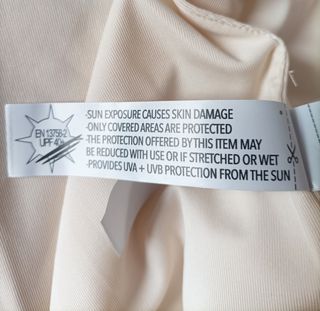 EN 13758-2
UPF 40+
-SUN EXPOSURE CAUSES SKIN DAMAGE
-ONLY COVERED AREAS ARE PROTECTED
-THE PROTECTION OFFERED BY THIS ITEM MAY
BE REDUCED WITH USE OR IF STRETCHED OR WET
-PROVIDES UVA + UVB PROTECTION FROM THE SUN